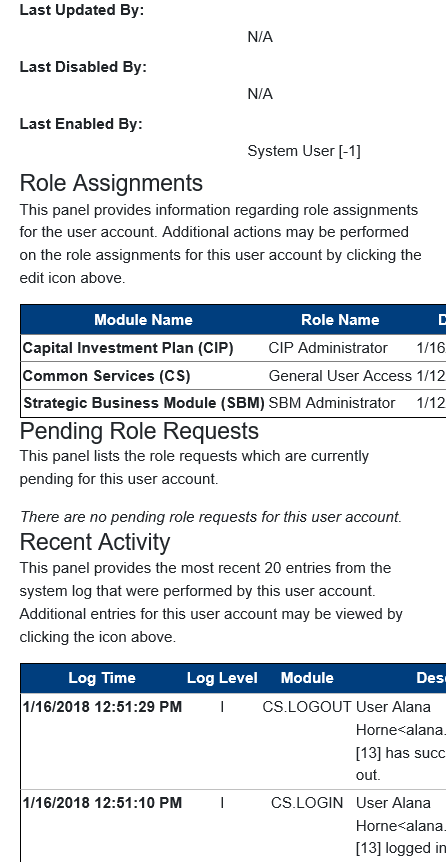 Last Updated By:
N/A
Last Disabled By:
N/A
Last Enabled By:
System User [-1]
Role Assignments
This panel provides information regarding role assignments
for the user account. Additional actions may be performed
on the role assignments for this user account by clicking the
edit icon above.
Module Name Role Name D
Capital Investment Plan (CIP) CIP Administrator 1/16
Common Services (CS) General User Access 1/12
Strategic Business Module (SBM) SBM Administrator 1/12
Pending Role Requests
This panel lists the role requests which are currently
pending for this user account.
There are no pending role requests for this user account.
Recent Activity
This panel provides the most recent 20 entries from the
system log that were performed by this user account.
Additional entries for this user account may be viewed by
clicking the icon above.
Log Time Log Level Module Des
1/16/2018 12:51:29 PM I CS.LOGOUT User Alana
Horne<alana.
[13] has succ
out.
1/16/2018 12:51:10 PM I CS.LOGIN User Alana
Horne<alana.
[13] logged in